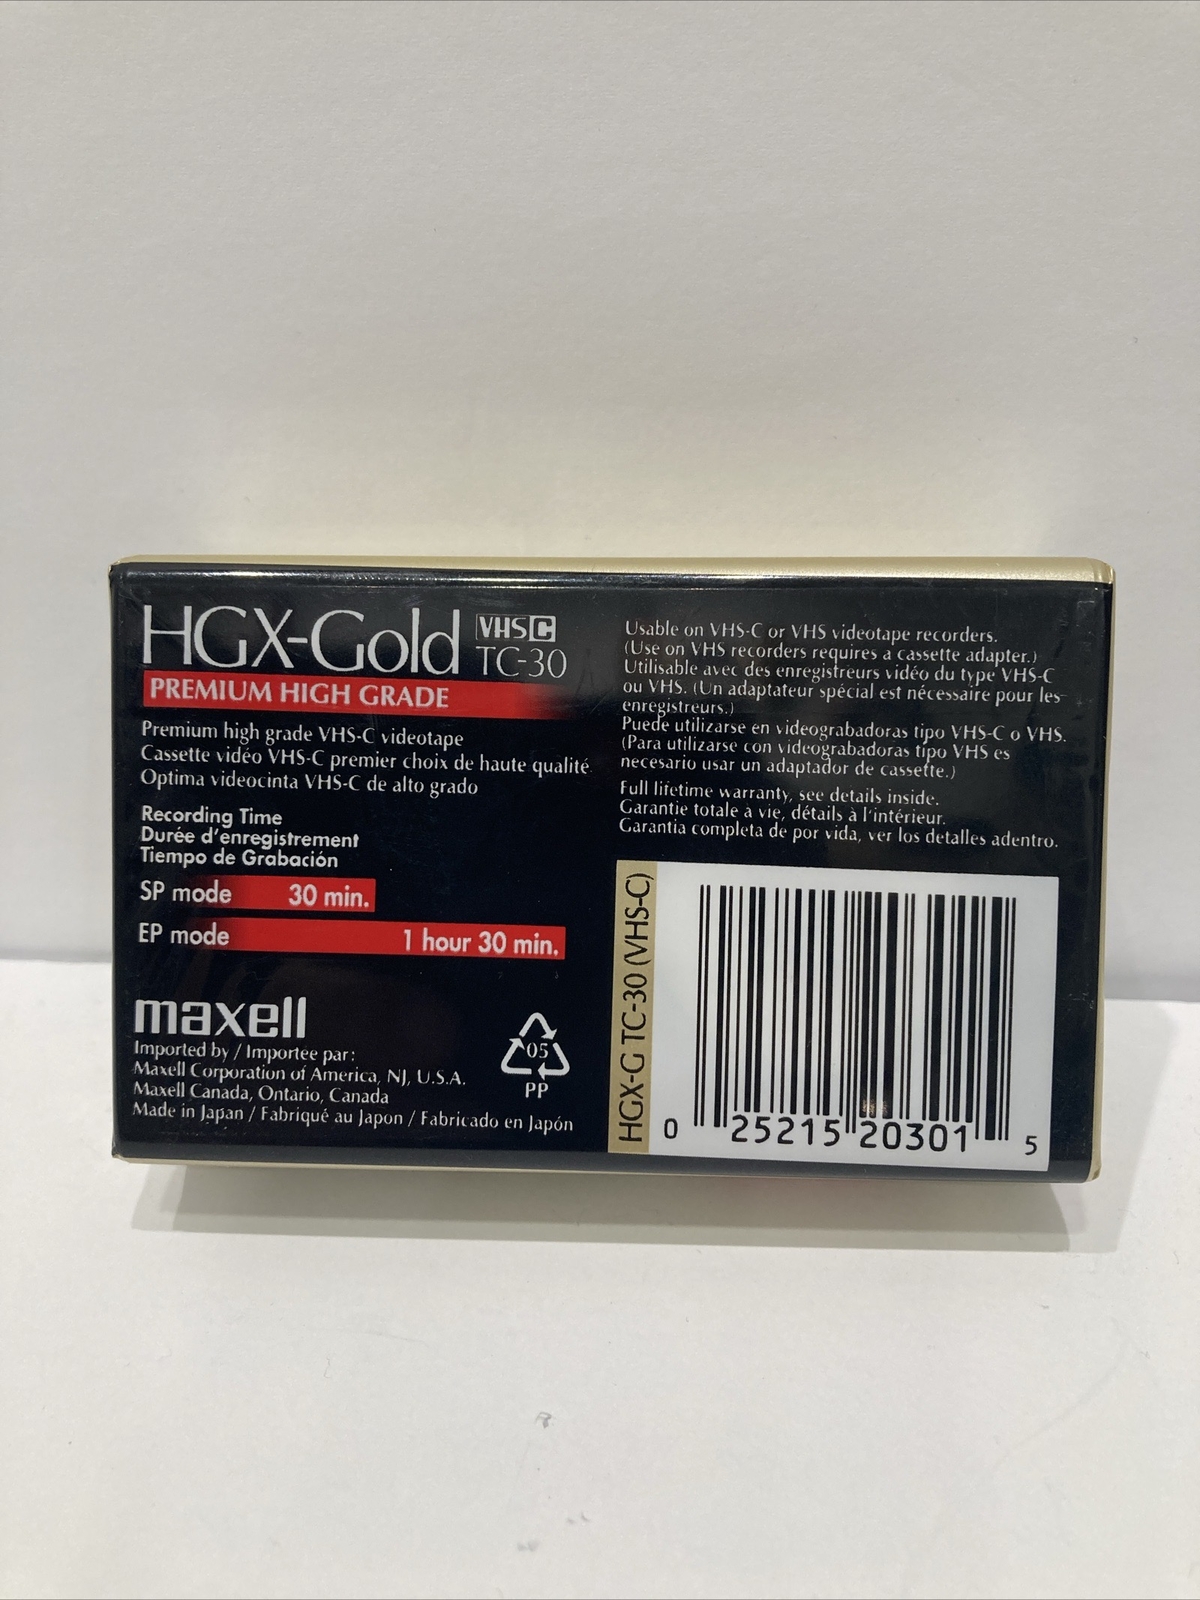 HGX-Gold VHSC
TC-30
PREMIUM HIGH GRADE
Premium high grade VHS-C videotape
Cassette vidéo VHS-C premier choix de haute qualité
Optima videocinta VHS-C de alto grado
Recording Time
Durée d'enregistrement
Tiempo de Grabación
SP mode 30 min.
EP mode 1 hour 30 min.
maxell
Imported by / Importée par:
Maxell Corporation of America, NJ, U.S.A.
Maxell Canada, Ontario, Canada
Made in Japan / Fabriqué au Japon / Fabricado en Japón
05
PP
Usable on VHS-C or VHS videotape recorders.
(Use on VHS recorders requires a cassette adapter.)
Utilisable avec des enregistreurs vidéo du type VHS-C
ou VHS. (Un adaptateur spécial est nécessaire pour les
enregistreurs.)
Puede utilizarse en videograbadoras tipo VHS-C o VHS.
(Para utilizarse con videograbadoras tipo VHS es
necesario usar un adaptador de cassette.)
Full lifetime warranty, see details inside.
Garantie totale à vie, détails à l'intérieur.
Garantia completa de por vida, ver los detalles adentro.
HGX-G TC-30 (VHS-C)
0 25215 20301 5